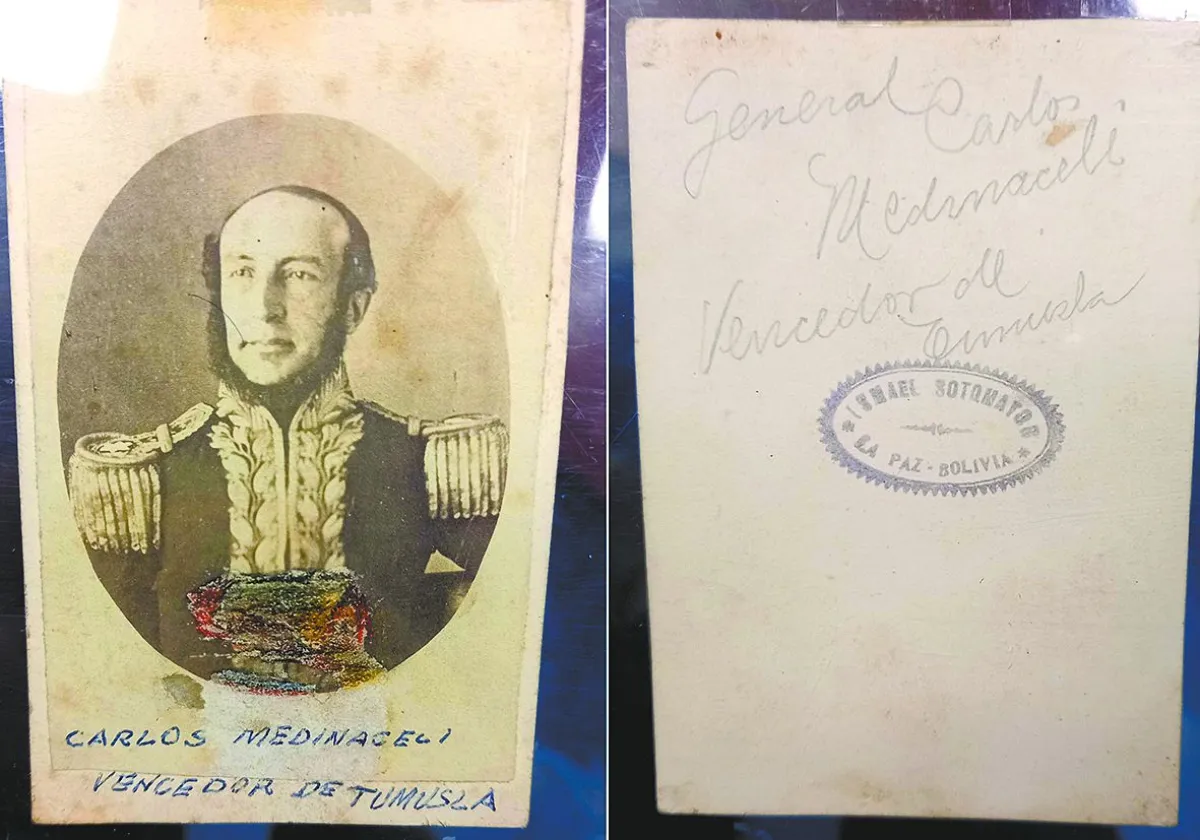 CARLOS MEDINACELI
VENCEDOR DE TUMUSLA
General Carlos
Medinaceli
Vencedor de
Tumusla
ISMAEL SOTOMAYOR
LA PAZ - BOLIVIA